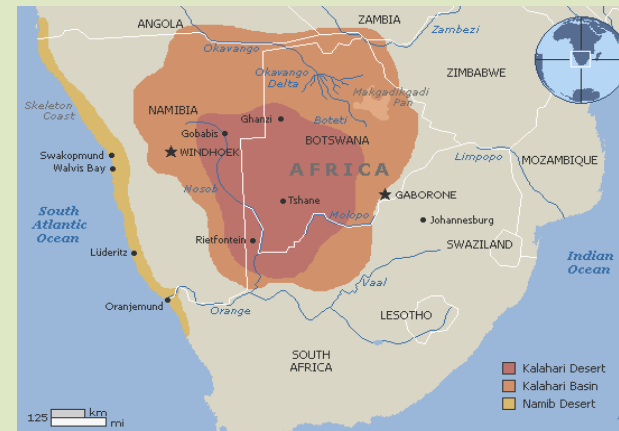 ANGOLA
ZAMBIA
Okavango
Zambezi
Okavango
Delta
ZIMBABWE
Makgadikgadi
Pan
Skeleton
Coast
NAMIBIA
Ghanzi
Boteti
Gobabis
BOTSWANA
Swakopmund
WINDHOEK
Limpopo
MOZAMBIQUE
Walvis Bay
AFRICA
Nosob
Tshane
GABORONE
South
Atlantic
Ocean
Molopo
Johannesburg
Rietfontein
SWAZILAND
Lüderitz
Indian
Ocean
Vaal
Oranjemund
Orange
LESOTHO
SOUTH
AFRICA
Kalahari Desert
Kalahari Basin
Namib Desert
125 km
mi